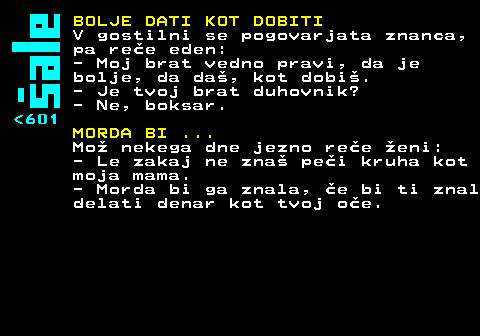 šale
BOLJE DATI KOT DOBITI
V gostilni se pogovarjata znanca,
pa reče eden:
- Moj brat vedno pravi, da je
bolje, da daš, kot dobiš.
- Je tvoj brat duhovnik?
- Ne, boksar.
<601
MORDA BI ...
Mož nekega dne jezno reče ženi:
- Le zakaj ne znaš peči kruha kot
moja mama.
- Morda bi ga znala, če bi ti znal
delati denar kot tvoj oče.